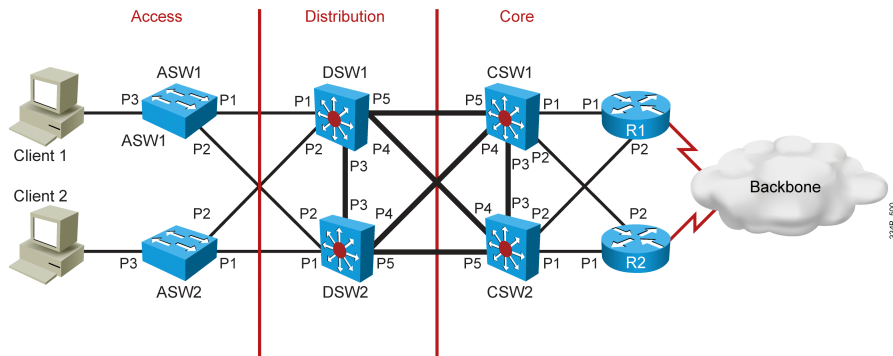 Access Distribution Core
ASW1 DSW1 CSW1
P3 P1 P1 P5 P5 P1 P1
R1
ASW1
P2 P2 P4 P4 P2 P2
Client 1
P3 P3
Backbone
Client 2
P3 P3
P2 P2 P4 P4 P2 P2
P3 P1 P1 P5 P5 P1 P1
R2
ASW2 DSW2 CSW2